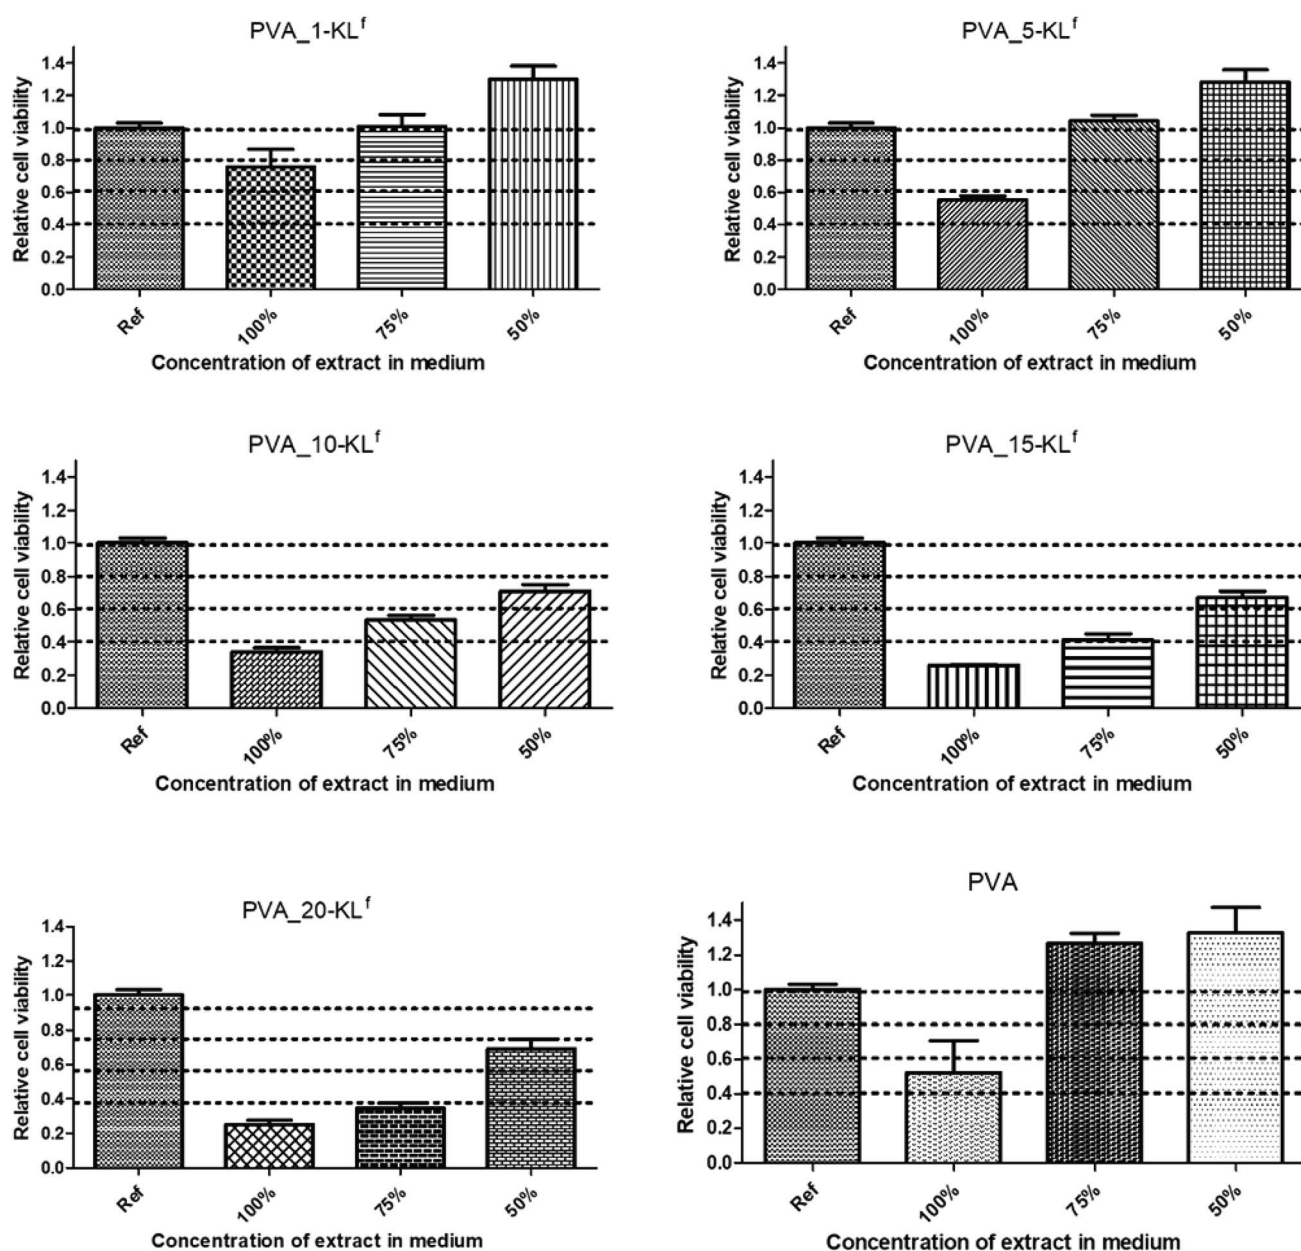 PVA_1-KLᶠ
Relative cell viability
1.4
1.2
1.0
0.8
0.6
0.4
0.2
0.0
Ref
100%
75%
50%
Concentration of extract in medium
PVA_5-KLᶠ
Relative cell viability
1.4
1.2
1.0
0.8
0.6
0.4
0.2
0.0
Ref
100%
75%
50%
Concentration of extract in medium
PVA_10-KLᶠ
Relative cell viability
1.4
1.2
1.0
0.8
0.6
0.4
0.2
0.0
Ref
100%
75%
50%
Concentration of extract in medium
PVA_15-KLᶠ
Relative cell viability
1.4
1.2
1.0
0.8
0.6
0.4
0.2
0.0
Ref
100%
75%
50%
Concentration of extract in medium
PVA_20-KLᶠ
Relative cell viability
1.4
1.2
1.0
0.8
0.6
0.4
0.2
0.0
Ref
100%
75%
50%
Concentration of extract in medium
PVA
Relative cell viability
1.4
1.2
1.0
0.8
0.6
0.4
0.2
0.0
Ref
100%
75%
50%
Concentration of extract in medium